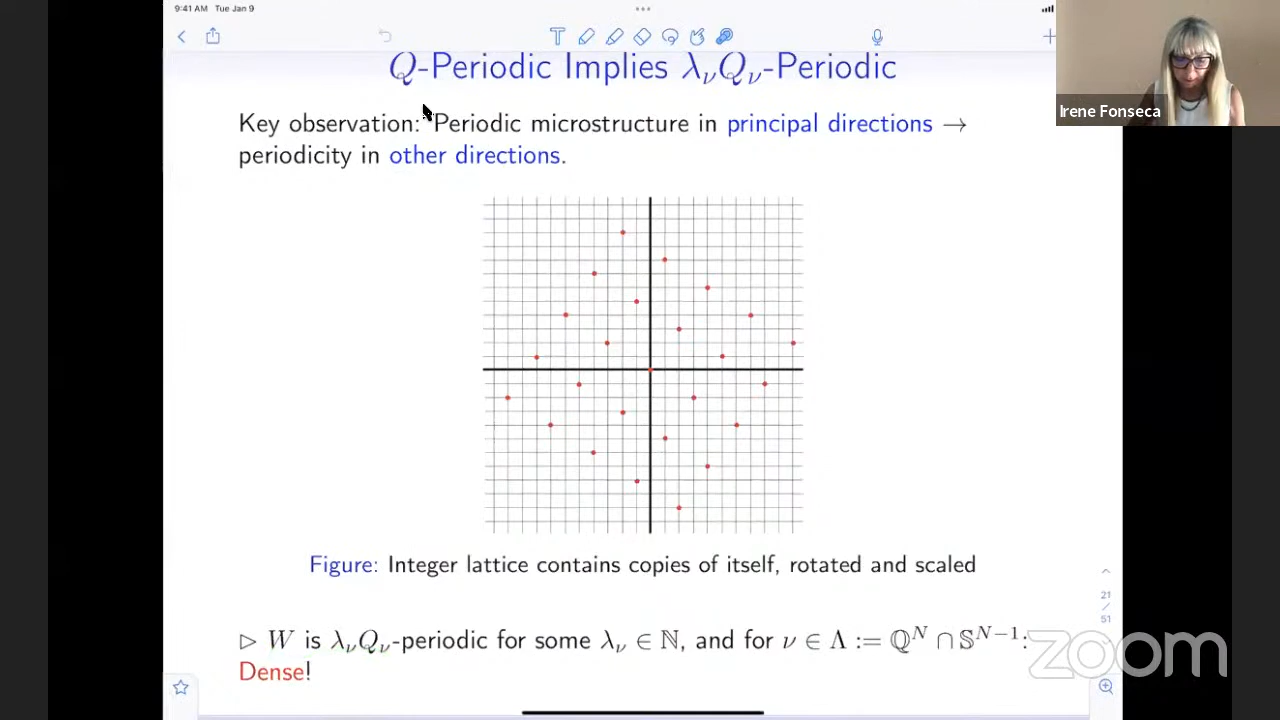 9:41 AM Tue Jan 9
Q-Periodic Implies λ_νQ_ν-Periodic
Irene Fonseca
Key observation: Periodic microstructure in principal directions →
periodicity in other directions.
Figure: Integer lattice contains copies of itself, rotated and scaled
21
/
51
▷ W is λ_νQ_ν-periodic for some λ_ν ∈ ℕ, and for ν ∈ Λ := ℚ^N ∩ 𝕊^{N−1}:
Dense!
zoom